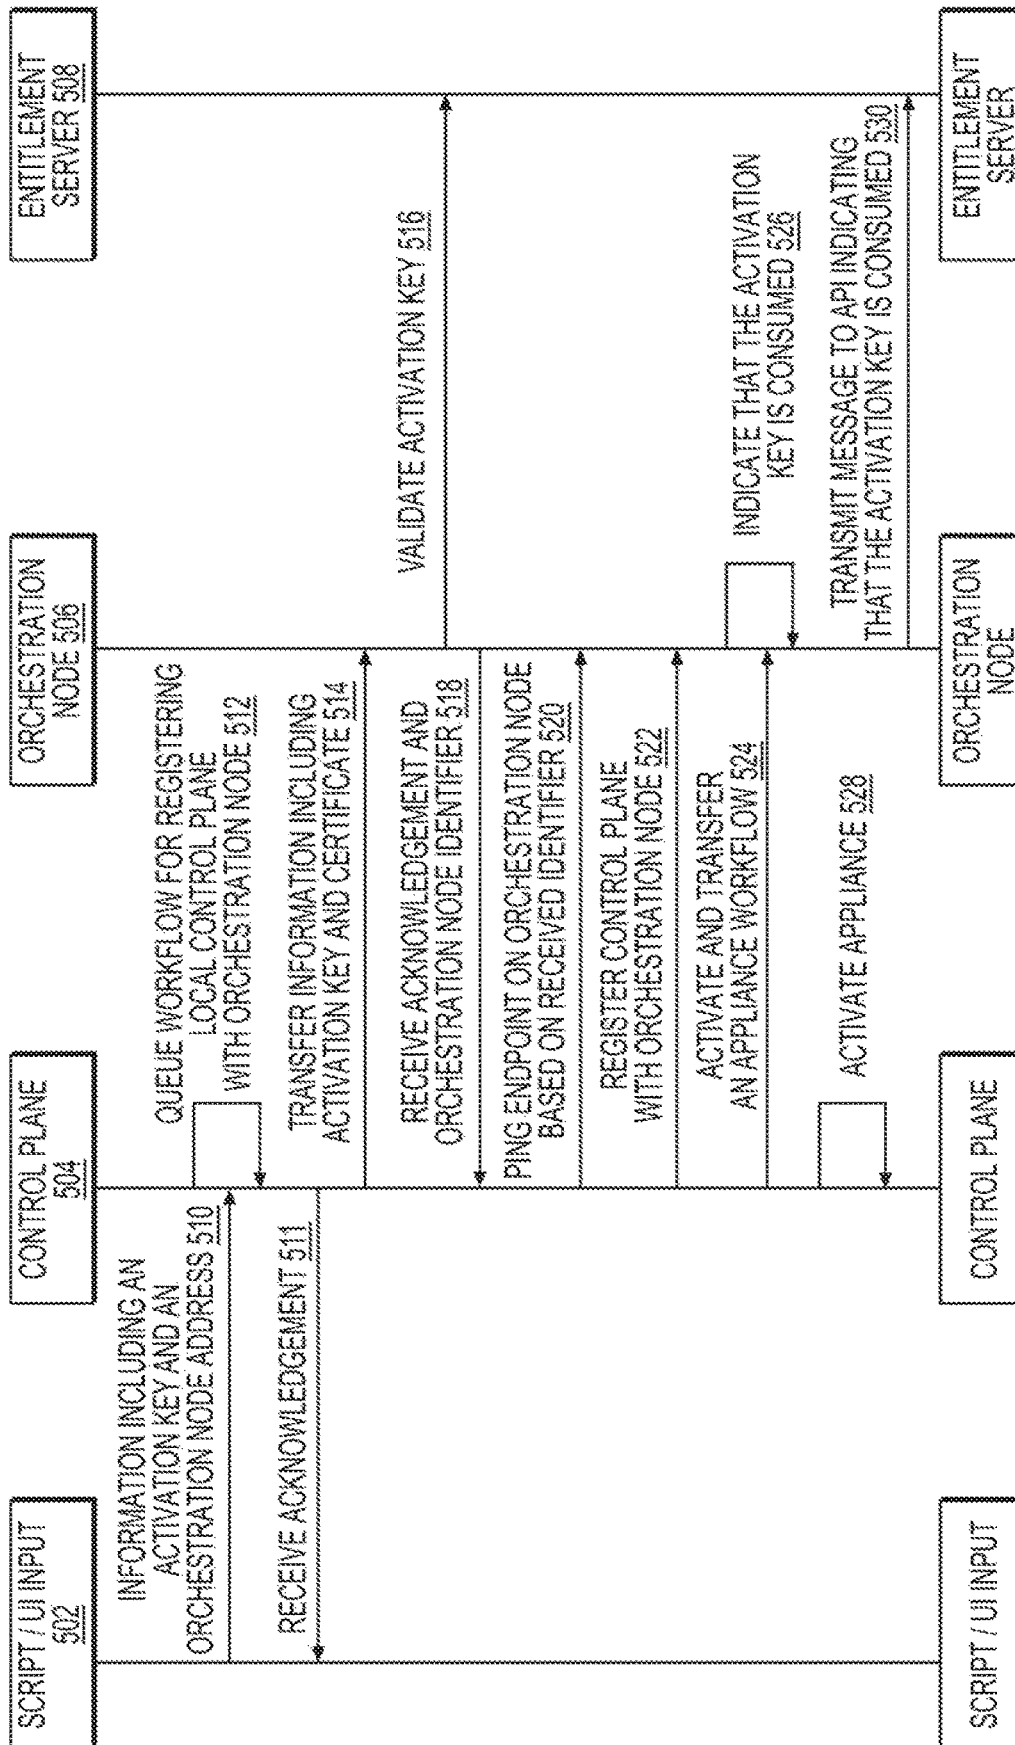 SCRIPT / UI INPUT
502
CONTROL PLANE
504
ORCHESTRATION
NODE 506
ENTITLEMENT
SERVER 508
INFORMATION INCLUDING AN
ACTIVATION KEY AND AN
ORCHESTRATION NODE ADDRESS 510
RECEIVE ACKNOWLEDGEMENT 511
QUEUE WORKFLOW FOR REGISTERING
LOCAL CONTROL PLANE
WITH ORCHESTRATION NODE 512
TRANSFER INFORMATION INCLUDING
ACTIVATION KEY AND CERTIFICATE 514
VALIDATE ACTIVATION KEY 516
RECEIVE ACKNOWLEDGEMENT AND
ORCHESTRATION NODE IDENTIFIER 518
PING ENDPOINT ON ORCHESTRATION NODE
BASED ON RECEIVED IDENTIFIER 520
REGISTER CONTROL PLANE
WITH ORCHESTRATION NODE 522
ACTIVATE AND TRANSFER
AN APPLIANCE WORKFLOW 524
INDICATE THAT THE ACTIVATION
KEY IS CONSUMED 526
ACTIVATE APPLIANCE 528
TRANSMIT MESSAGE TO API INDICATING
THAT THE ACTIVATION KEY IS CONSUMED 530
SCRIPT / UI INPUT
CONTROL PLANE
ORCHESTRATION
NODE
ENTITLEMENT
SERVER